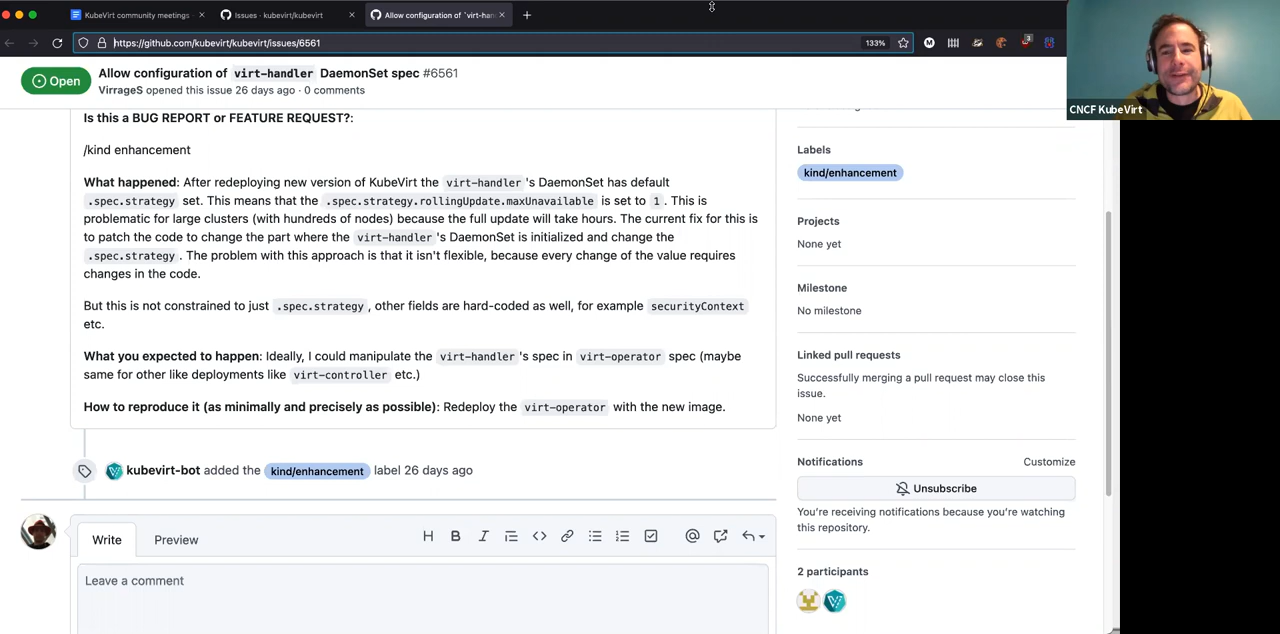 KubeVirt community meetings
Issues · kubevirt/kubevirt
Allow configuration of `virt-han
https://github.com/kubevirt/kubevirt/issues/6561
133%
3
Open
Allow configuration of virt-handler DaemonSet spec #6561
VirrageS opened this issue 26 days ago · 0 comments
CNCF KubeVirt
Is this a BUG REPORT or FEATURE REQUEST?:
/kind enhancement
What happened: After redeploying new version of KubeVirt the virt-handler 's DaemonSet has default
.spec.strategy set. This means that the .spec.strategy.rollingUpdate.maxUnavailable is set to 1 . This is
problematic for large clusters (with hundreds of nodes) because the full update will take hours. The current fix for this is
to patch the code to change the part where the virt-handler 's DaemonSet is initialized and change the
.spec.strategy . The problem with this approach is that it isn't flexible, because every change of the value requires
changes in the code.
But this is not constrained to just .spec.strategy , other fields are hard-coded as well, for example securityContext
etc.
What you expected to happen: Ideally, I could manipulate the virt-handler 's spec in virt-operator spec (maybe
same for other like deployments like virt-controller etc.)
How to reproduce it (as minimally and precisely as possible): Redeploy the virt-operator with the new image.
kubevirt-bot added the kind/enhancement label 26 days ago
Write
Preview
Leave a comment
Labels
kind/enhancement
Projects
None yet
Milestone
No milestone
Linked pull requests
Successfully merging a pull request may close this
issue.
None yet
Notifications
Customize
Unsubscribe
You're receiving notifications because you're watching
this repository.
2 participants